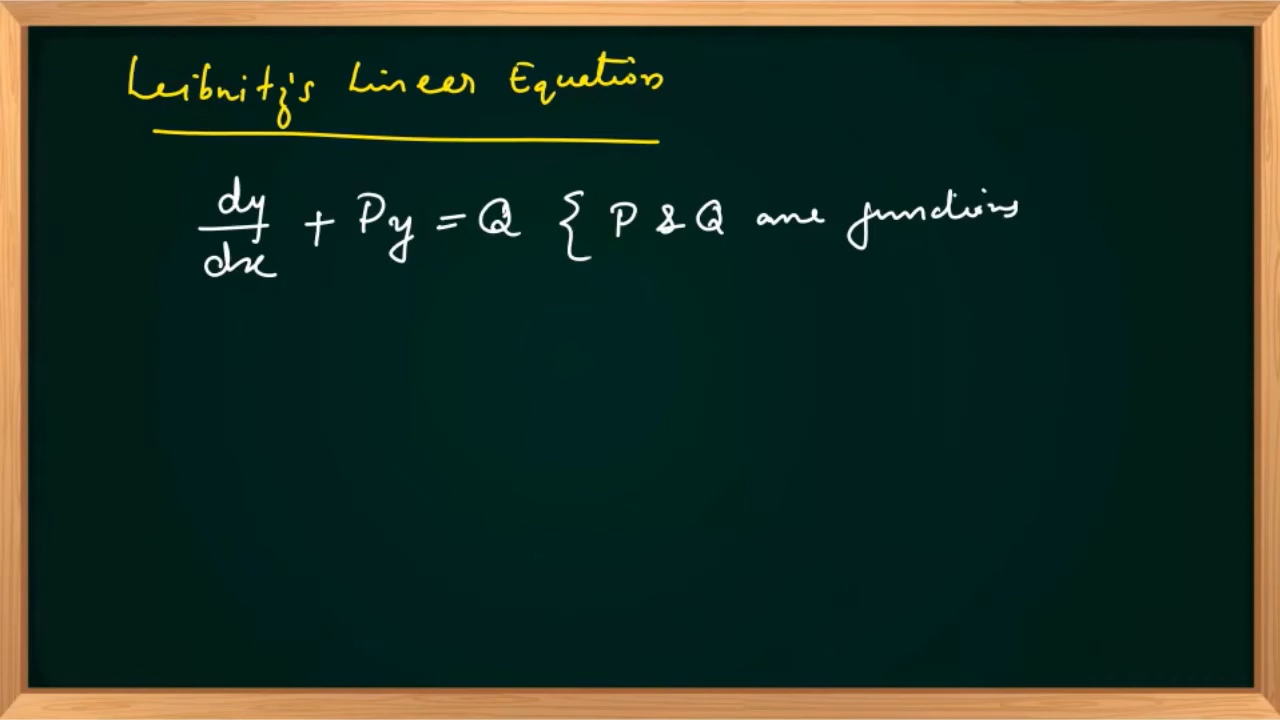 Leibnitz's Linear Equation
dy/dx + Py = Q { P & Q are functions